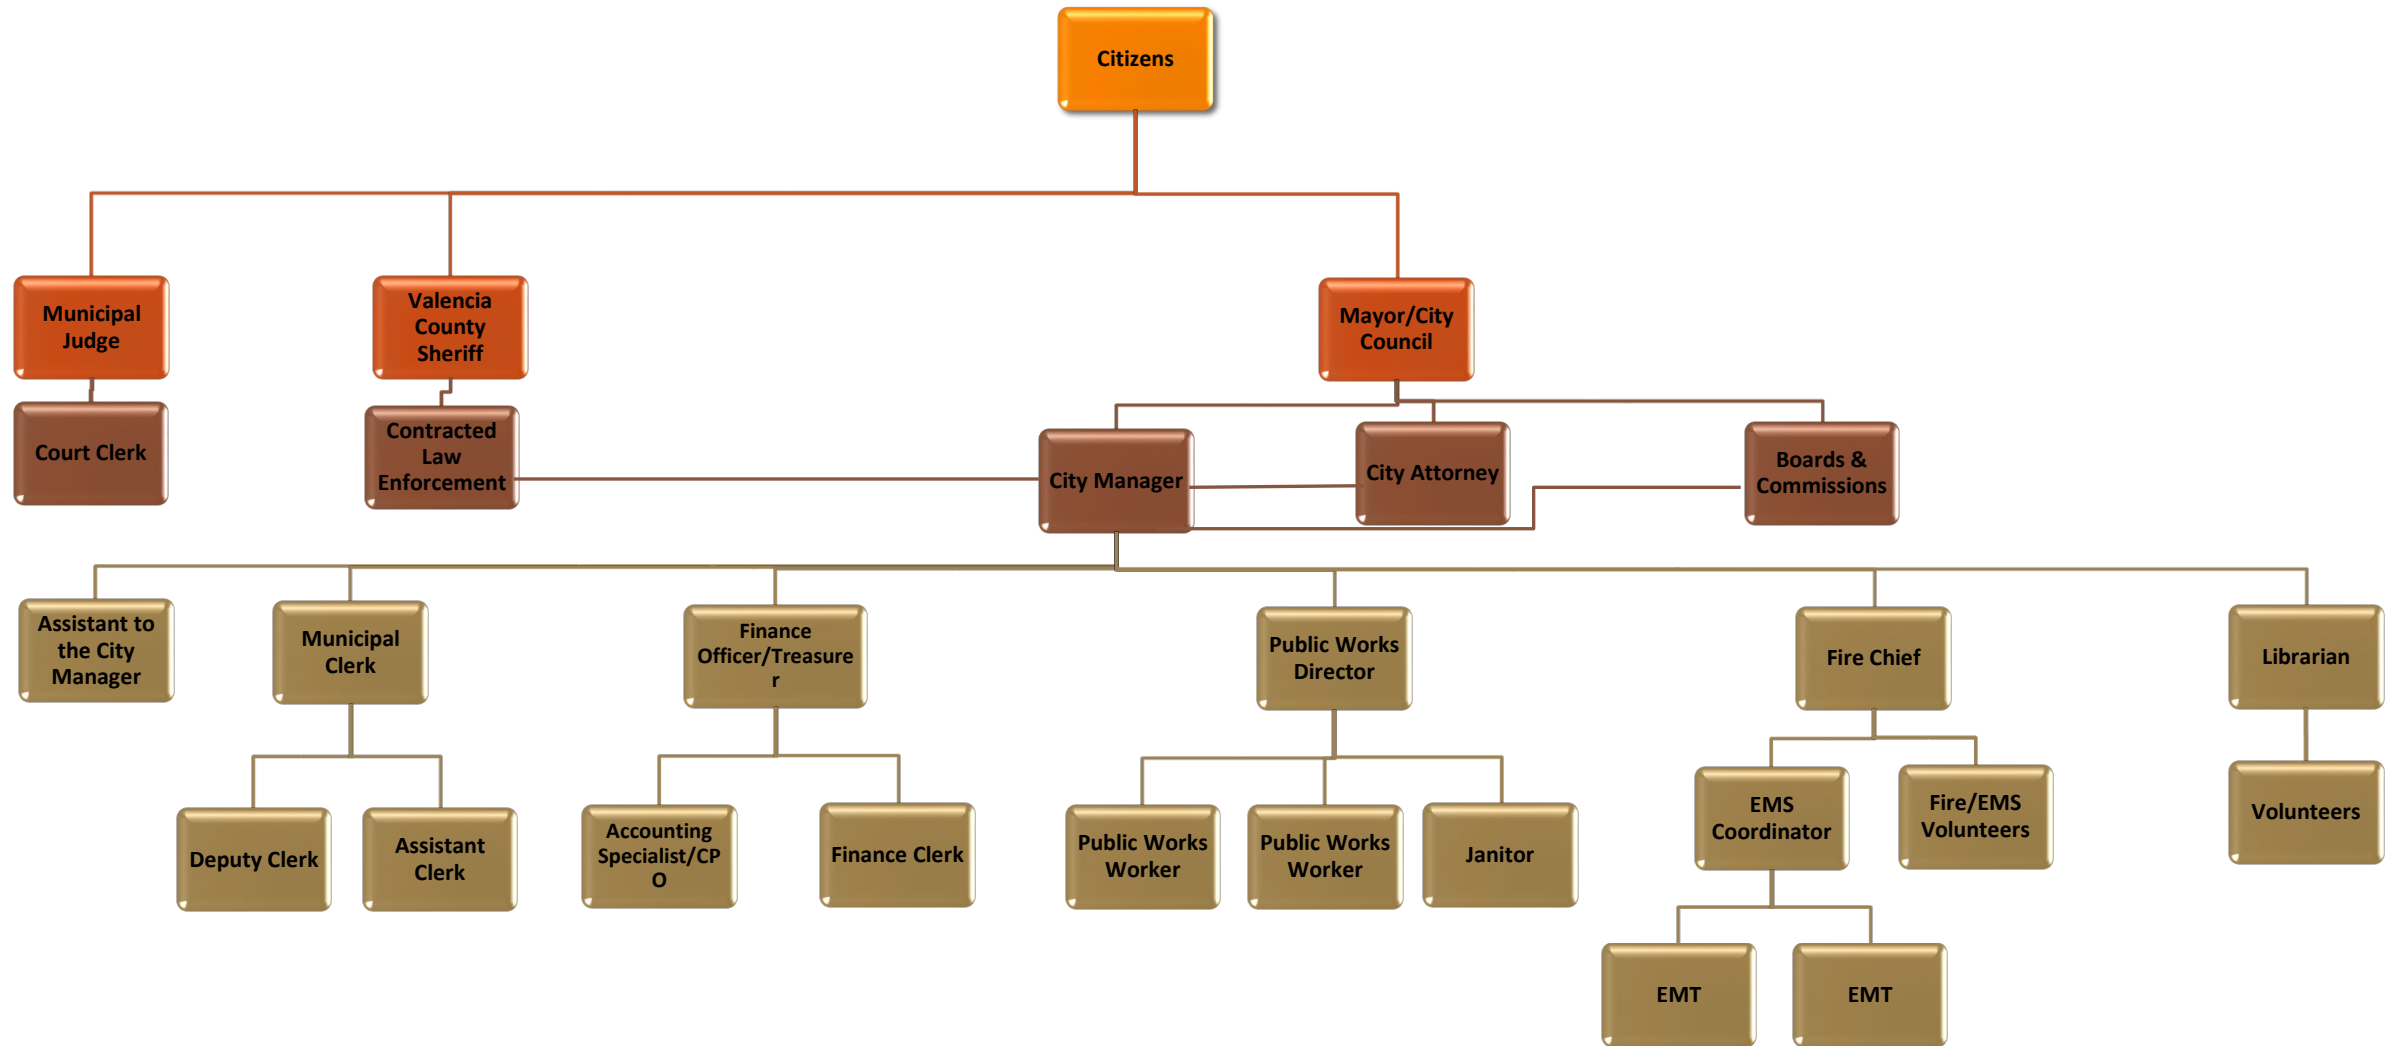 Citizens
Municipal
Judge
Valencia
County
Sheriff
Mayor/City
Council
Court Clerk
Contracted
Law
Enforcement
City Manager
City Attorney
Boards &
Commissions
Assistant to
the City
Manager
Municipal
Clerk
Finance
Officer/Treasure
r
Public Works
Director
Fire Chief
Librarian
Deputy Clerk
Assistant
Clerk
Accounting
Specialist/CP
O
Finance Clerk
Public Works
Worker
Public Works
Worker
Janitor
EMS
Coordinator
Fire/EMS
Volunteers
Volunteers
EMT
EMT